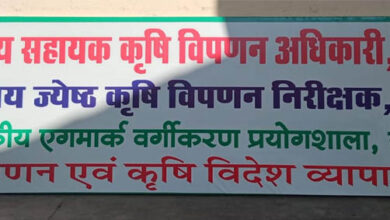 य सहायक कृषि विपणन अधिकारी,
य ज्येष्ठ कृषि विपणन निरीक्षक,
ीय एगमार्क वर्गीकरण प्रयोगशाला,
णन एवं कृषि विदेश व्यापा